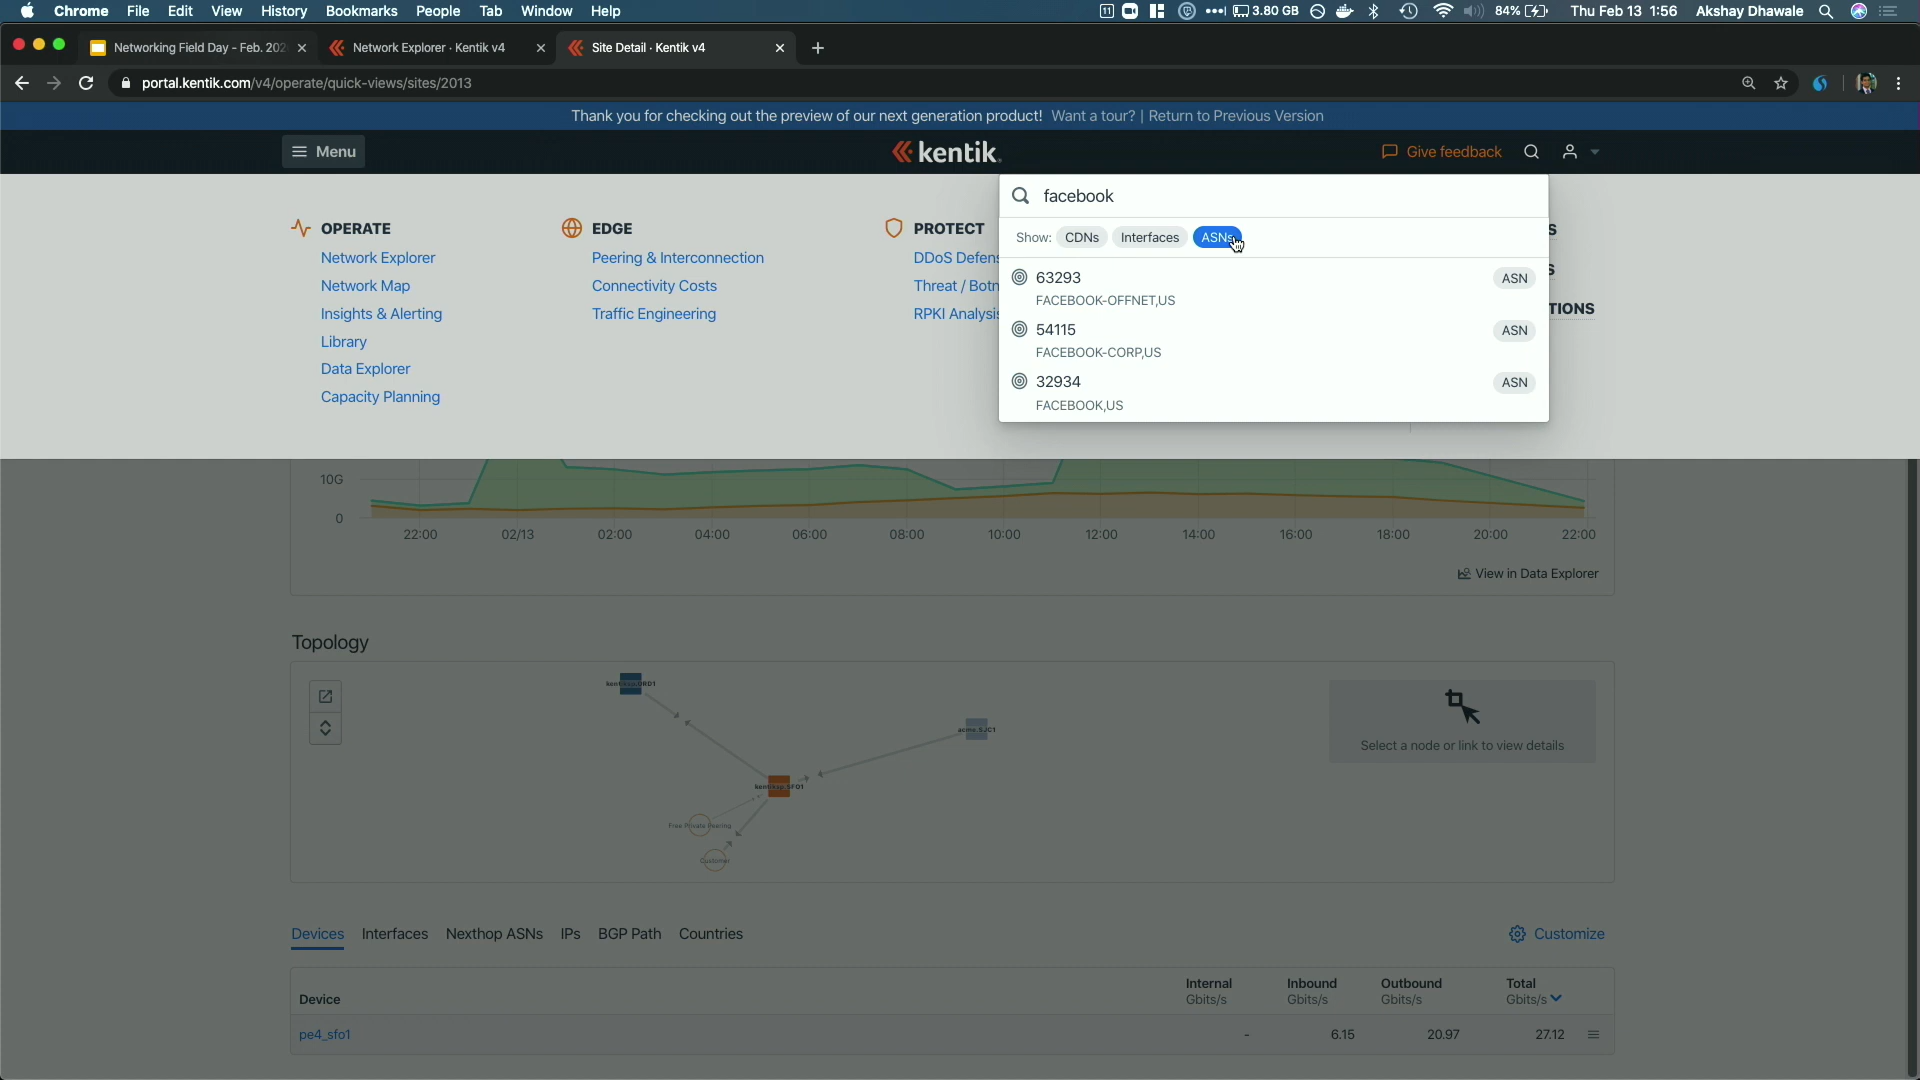 Chrome File Edit View History Bookmarks People Tab Window Help
11 3.80 GB 84% Thu Feb 13 1:56 Akshay Dhawale
Networking Field Day - Feb. 202
Network Explorer · Kentik v4
Site Detail · Kentik v4
portal.kentik.com/v4/operate/quick-views/sites/2013
Thank you for checking out the preview of our next generation product! Want a tour? | Return to Previous Version
Menu
kentik
Give feedback
facebook
Show: CDNs Interfaces ASNs
63293 ASN
FACEBOOK-OFFNET,US
54115 ASN
FACEBOOK-CORP,US
32934 ASN
FACEBOOK,US
OPERATE
Network Explorer
Network Map
Insights & Alerting
Library
Data Explorer
Capacity Planning
EDGE
Peering & Interconnection
Connectivity Costs
Traffic Engineering
PROTECT
DDoS Defens
Threat / Botn
RPKI Analysis
S
S
TIONS
10G
0
22:00 02/13 02:00 04:00 06:00 08:00 10:00 12:00 14:00 16:00 18:00 20:00 22:00
View in Data Explorer
Topology
acme.SJC1
Free Private Peering
Customer
Select a node or link to view details
Devices Interfaces Nexthop ASNs IPs BGP Path Countries
Customize
Device Internal Inbound Outbound Total
Gbits/s Gbits/s Gbits/s Gbits/s
pe4_sfo1 - 6.15 20.97 27.12